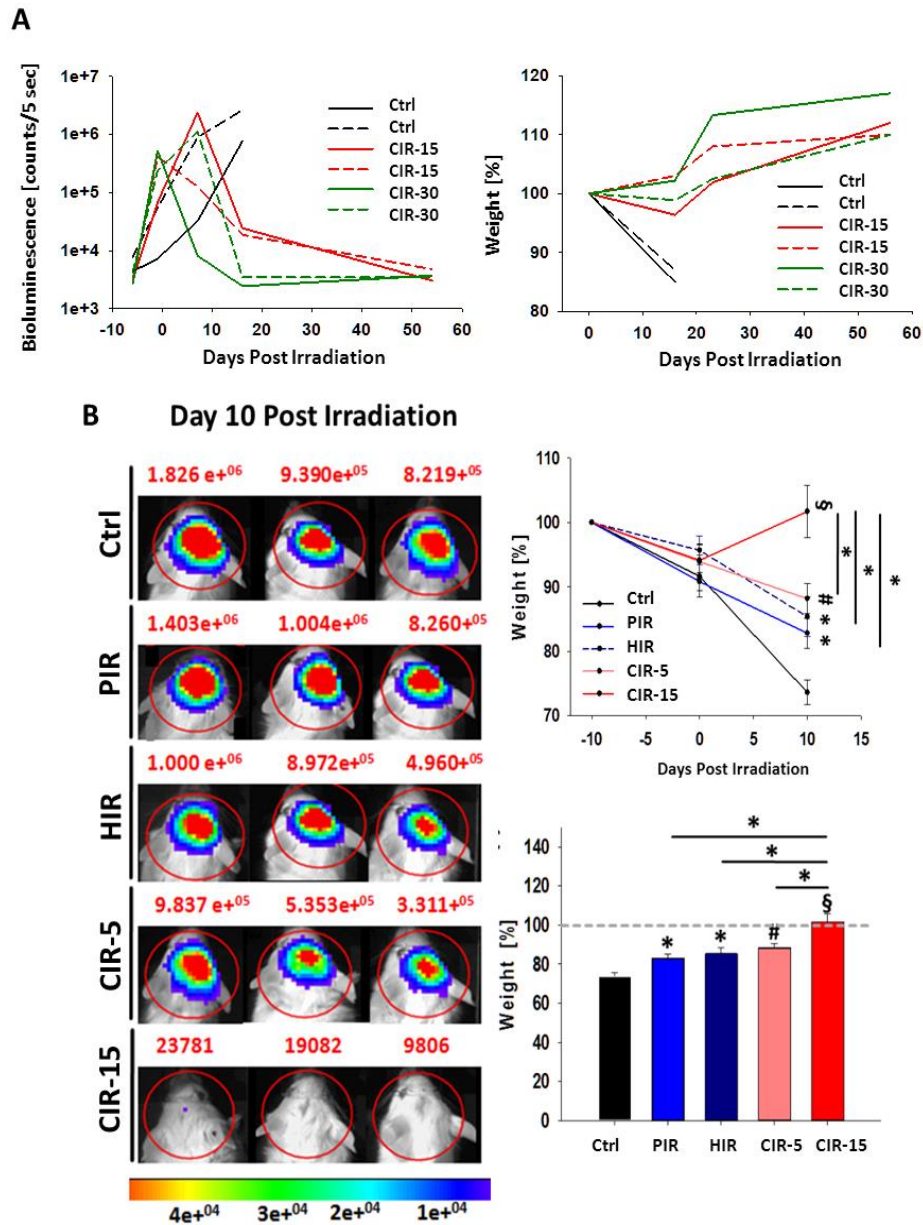 A
Bioluminescence [counts/5 sec]
1e+7
1e+6
1e+5
1e+4
1e+3
-10 0 10 20 30 40 50 60
Days Post Irradiation
Ctrl
Ctrl
CIR-15
CIR-15
CIR-30
CIR-30
Weight [%]
120
110
100
90
80
0 10 20 30 40 50 60
Days Post Irradiation
Ctrl
Ctrl
CIR-15
CIR-15
CIR-30
CIR-30
B Day 10 Post Irradiation
Ctrl
1.826 e+06 9.390e+05 8.219+05
PIR
1.403e+06 1.004e+06 8.260+05
HIR
1.000 e+06 8.972e+05 4.960+05
CIR-5
9.837 e+05 5.353e+05 3.311+05
CIR-15
23781 19082 9806
4e+04 3e+04 2e+04 1e+04
Weight [%]
110
100
90
80
70
-10 -5 0 5 10 15
Days Post Irradiation
Ctrl
PIR
HIR
CIR-5
CIR-15
§
#
*
*
* * *
Weight [%]
140
120
100
80
60
40
20
0
*
*
*
* * # §
Ctrl PIR HIR CIR-5 CIR-15